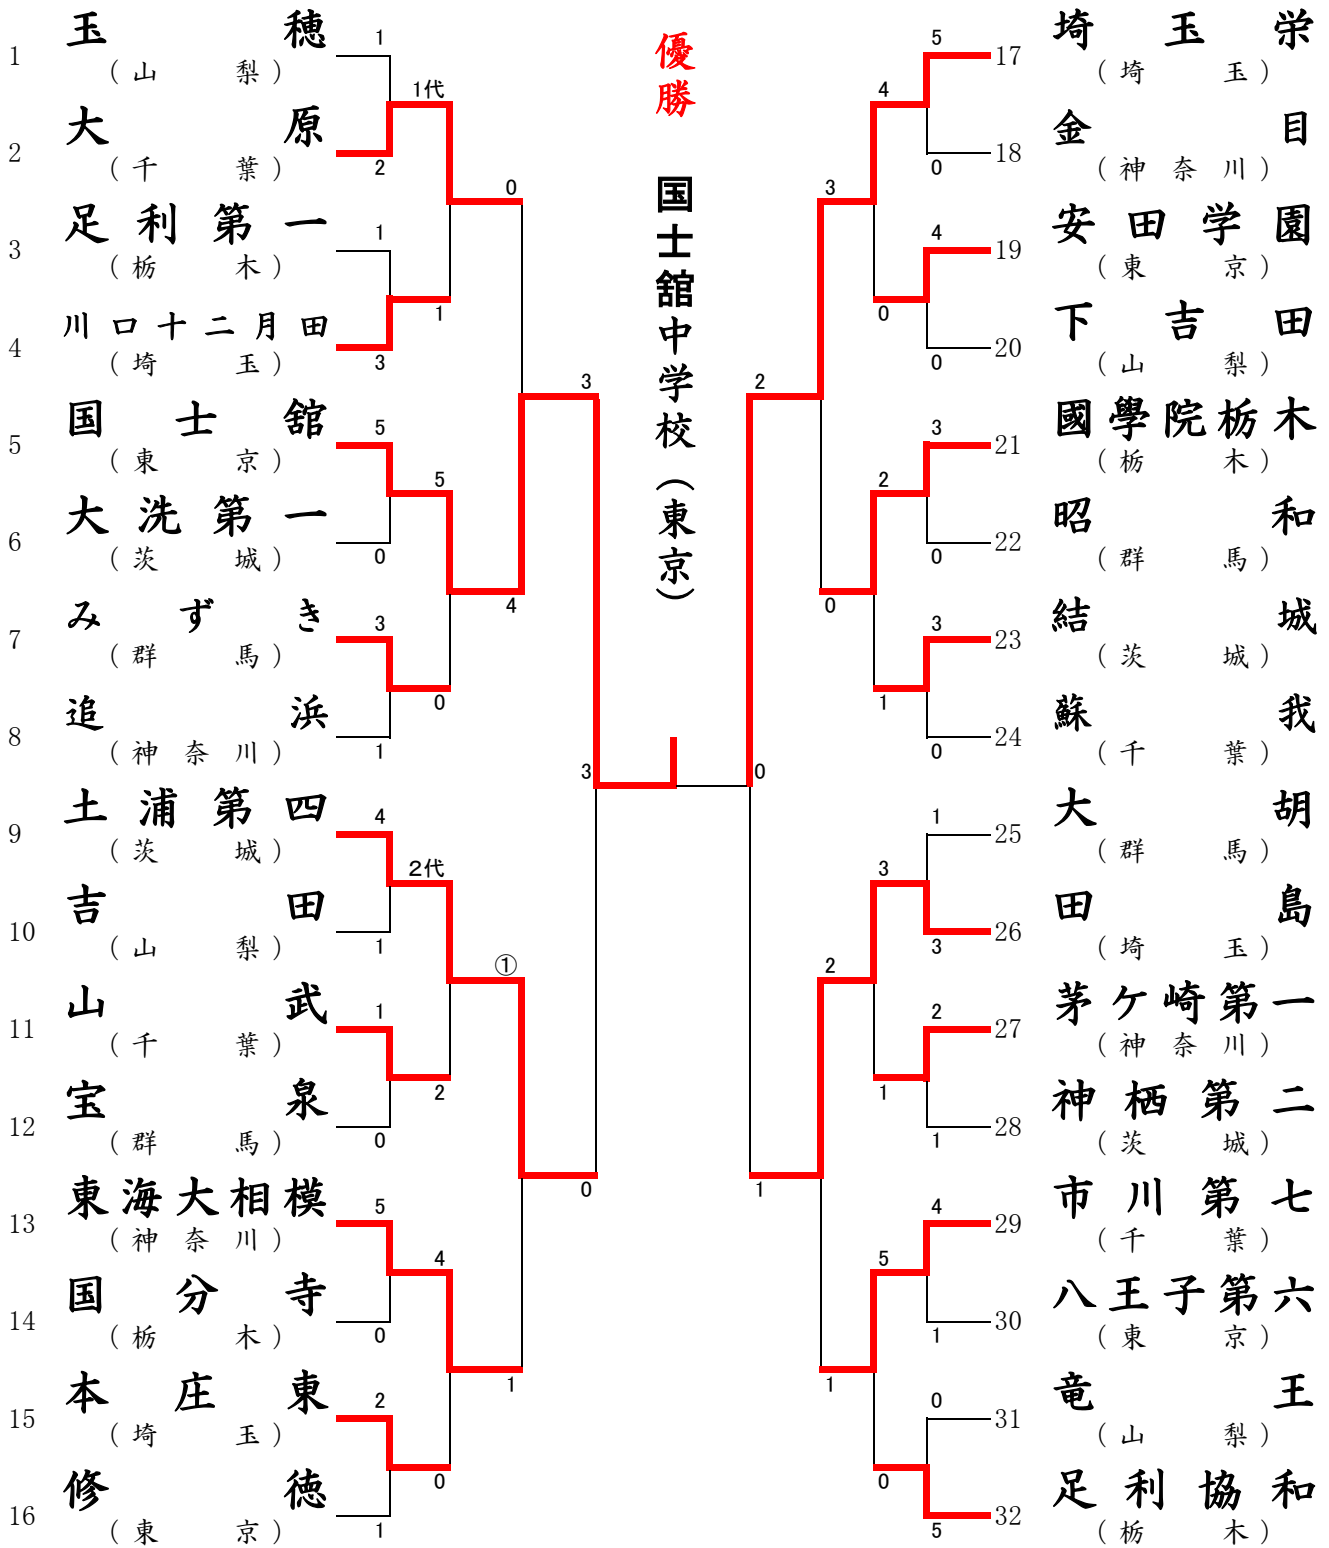 優勝 国士舘中学校（東京）
1 玉穂 1
（山梨）
1代
2 大原 2
（千葉）
0
3 足利第一 1
（栃木）
1
4 川口十二月田 3
（埼玉）
3
5 国士舘 5
（東京）
5
6 大洗第一 0
（茨城）
4
7 みずき 3
（群馬）
0
8 追浜 1
（神奈川）
3
9 土浦第四 4
（茨城）
2代
10 吉田 1
（山梨）
①
11 山武 1
（千葉）
2
12 宝泉 0
（群馬）
0
13 東海大相模 5
（神奈川）
4
14 国分寺 0
（栃木）
1
15 本庄東 2
（埼玉）
0
16 修徳 1
（東京）
5 17 埼玉栄
（埼玉）
4
0 18 金目
（神奈川）
3
4 19 安田学園
（東京）
0
0 20 下吉田
（山梨）
2
3 21 國學院栃木
（栃木）
2
0 22 昭和
（群馬）
0
3 23 結城
（茨城）
1
0 24 蘇我
（千葉）
0
1 25 大胡
（群馬）
3
3 26 田島
（埼玉）
2
2 27 茅ケ崎第一
（神奈川）
1
1 28 神栖第二
（茨城）
1
4 29 市川第七
（千葉）
5
1 30 八王子第六
（東京）
1
0 31 竜王
（山梨）
0
5 32 足利協和
（栃木）